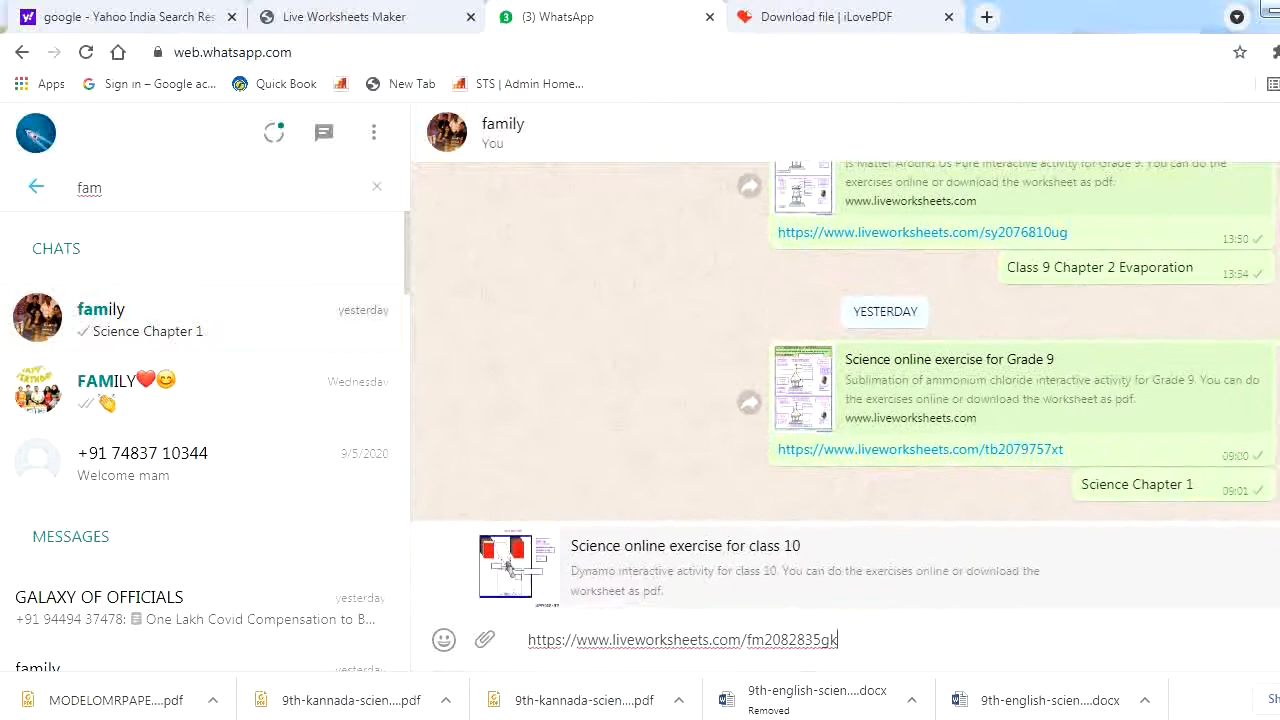 google - Yahoo India Search Res
Live Worksheets Maker
(3) WhatsApp
Download file | iLovePDF
web.whatsapp.com
Apps
Sign in – Google ac...
Quick Book
New Tab
STS | Admin Home...
family
You
fam
CHATS
family
yesterday
Science Chapter 1
FAMILY❤️😊
Wednesday
👏
+91 74837 10344
9/5/2020
Welcome mam
MESSAGES
GALAXY OF OFFICIALS
yesterday
+91 94494 37478: One Lakh Covid Compensation to B...
family
yesterday
Is Matter Around Us Pure interactive activity for Grade 9. You can do the
exercises online or download the worksheet as pdf.
www.liveworksheets.com
https://www.liveworksheets.com/sy2076810ug
13:50
Class 9 Chapter 2 Evaporation
13:54
YESTERDAY
Science online exercise for Grade 9
Sublimation of ammonium chloride interactive activity for Grade 9. You can do
the exercises online or download the worksheet as pdf.
www.liveworksheets.com
https://www.liveworksheets.com/tb2079757xt
09:00
Science Chapter 1
09:01
Science online exercise for class 10
Dynamo interactive activity for class 10. You can do the exercises online or download the
worksheet as pdf.
https://www.liveworksheets.com/fm2082835gk
MODELOMRPAPE....pdf
9th-kannada-scien....pdf
9th-kannada-scien....pdf
9th-english-scien....docx
Removed
9th-english-scien....docx
Sh